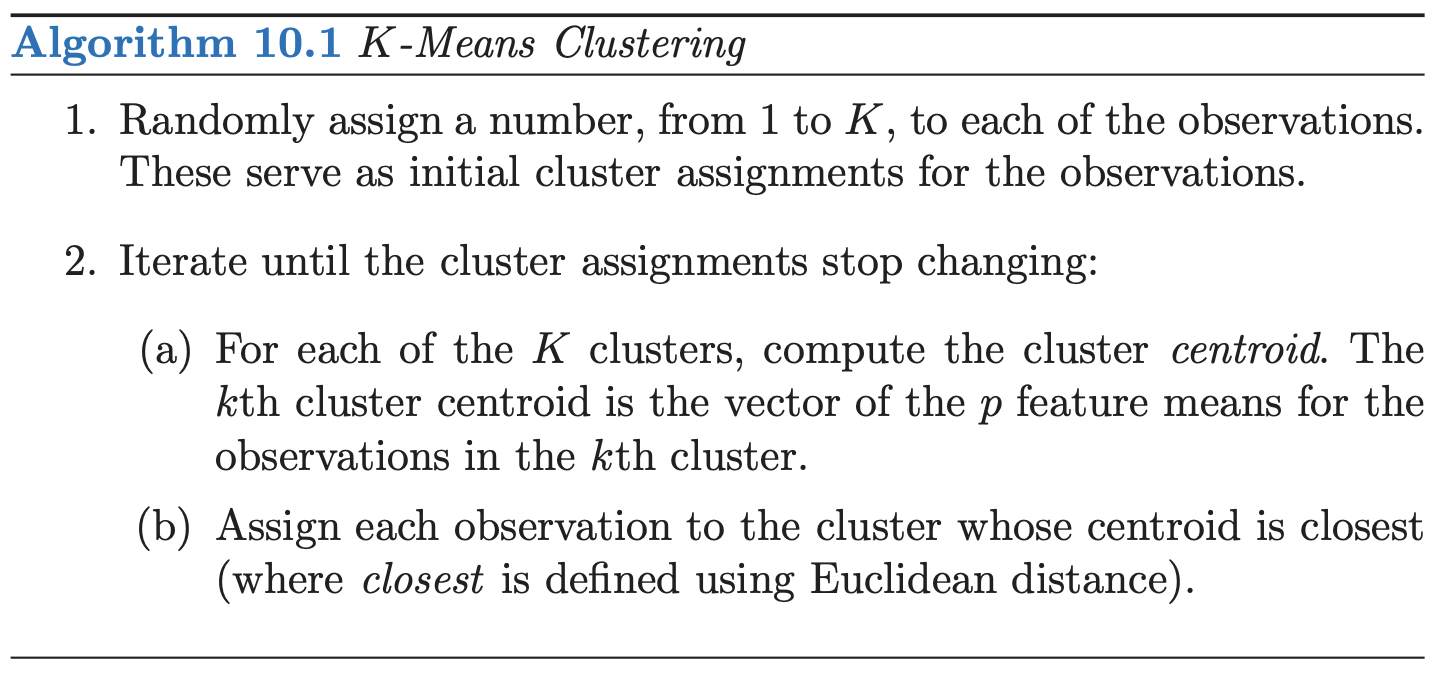 Algorithm 10.1 K-Means Clustering
1. Randomly assign a number, from 1 to K, to each of the observations.
These serve as initial cluster assignments for the observations.
2. Iterate until the cluster assignments stop changing:
(a) For each of the K clusters, compute the cluster centroid. The
kth cluster centroid is the vector of the p feature means for the
observations in the kth cluster.
(b) Assign each observation to the cluster whose centroid is closest
(where closest is defined using Euclidean distance).